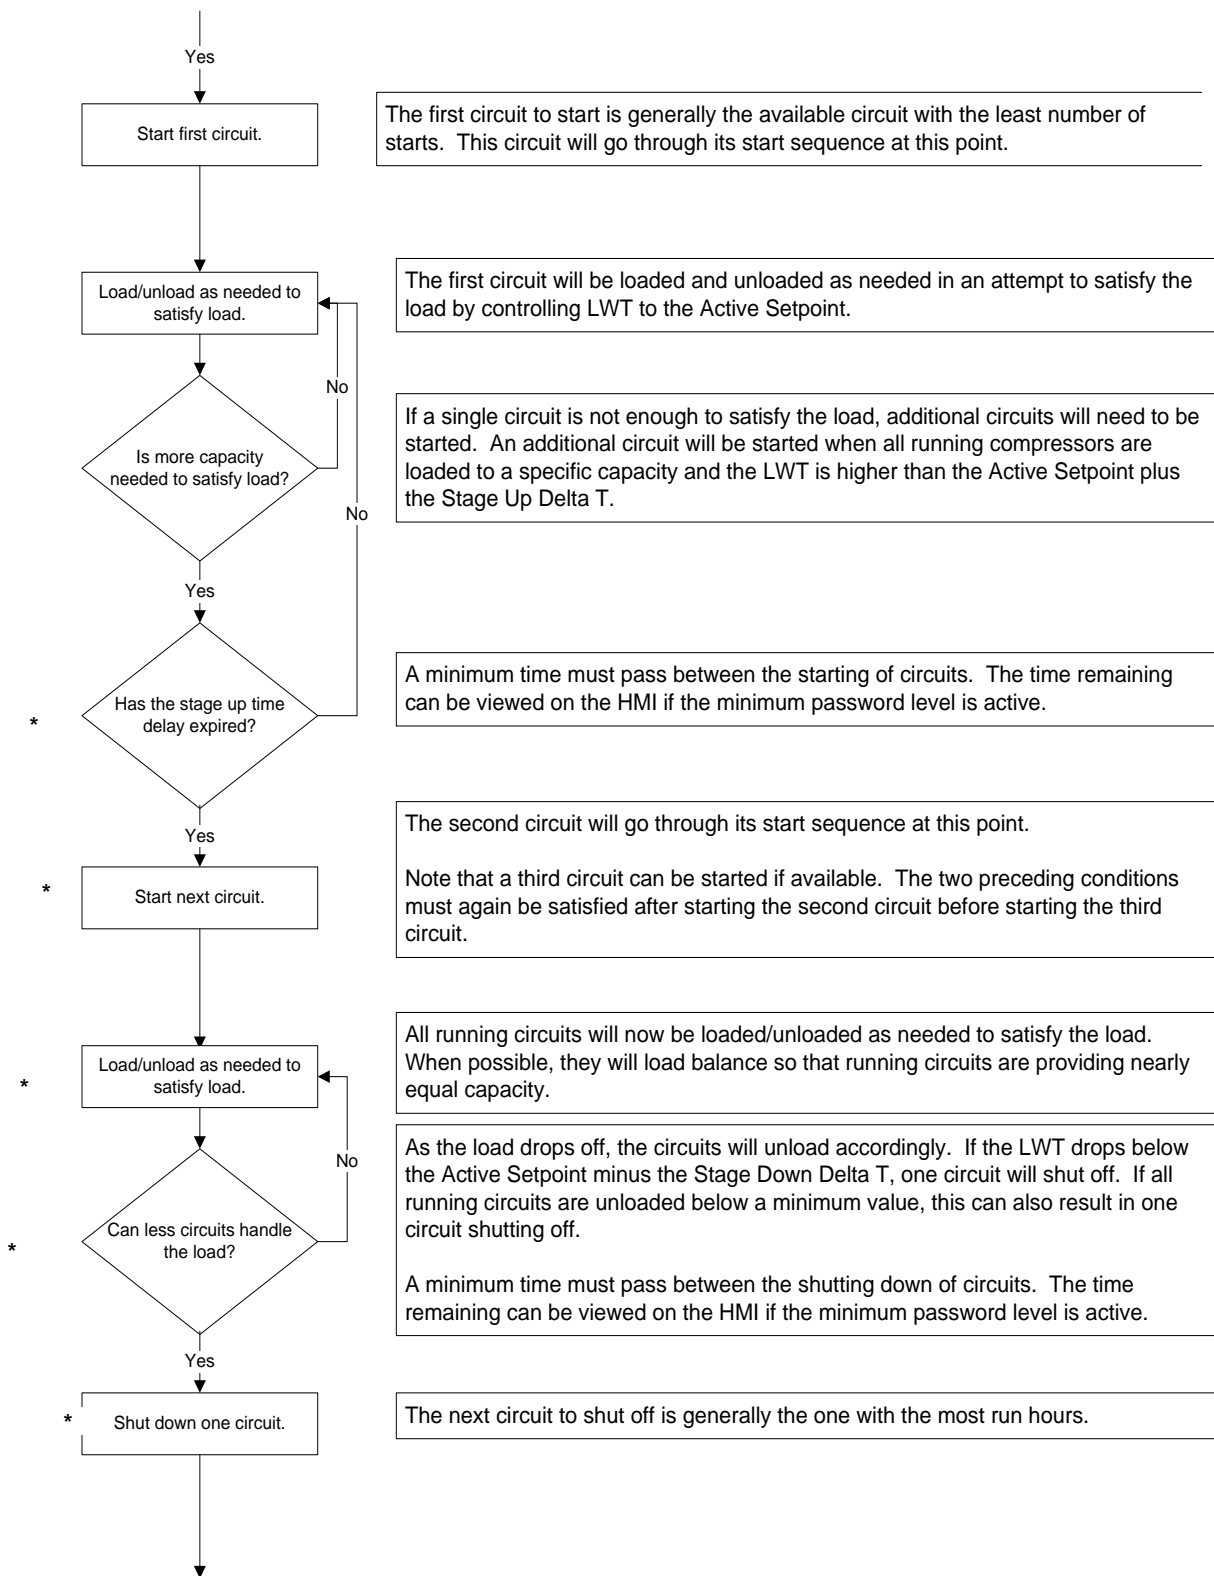 Yes
Start first circuit.
The first circuit to start is generally the available circuit with the least number of
starts.  This circuit will go through its start sequence at this point.
Load/unload as needed to
satisfy load.
The first circuit will be loaded and unloaded as needed in an attempt to satisfy the
load by controlling LWT to the Active Setpoint.
No
Is more capacity
needed to satisfy load?
If a single circuit is not enough to satisfy the load, additional circuits will need to be
started.  An additional circuit will be started when all running compressors are
loaded to a specific capacity and the LWT is higher than the Active Setpoint plus
the Stage Up Delta T.
No
Yes
*
Has the stage up time
delay expired?
A minimum time must pass between the starting of circuits.  The time remaining
can be viewed on the HMI if the minimum password level is active.
Yes
*
Start next circuit.
The second circuit will go through its start sequence at this point.
Note that a third circuit can be started if available.  The two preceding conditions
must again be satisfied after starting the second circuit before starting the third
circuit.
*
Load/unload as needed to
satisfy load.
All running circuits will now be loaded/unloaded as needed to satisfy the load.
When possible, they will load balance so that running circuits are providing nearly
equal capacity.
No
*
Can less circuits handle
the load?
As the load drops off, the circuits will unload accordingly.  If the LWT drops below
the Active Setpoint minus the Stage Down Delta T, one circuit will shut off.  If all
running circuits are unloaded below a minimum value, this can also result in one
circuit shutting off.
A minimum time must pass between the shutting down of circuits.  The time
remaining can be viewed on the HMI if the minimum password level is active.
Yes
*
Shut down one circuit.
The next circuit to shut off is generally the one with the most run hours.